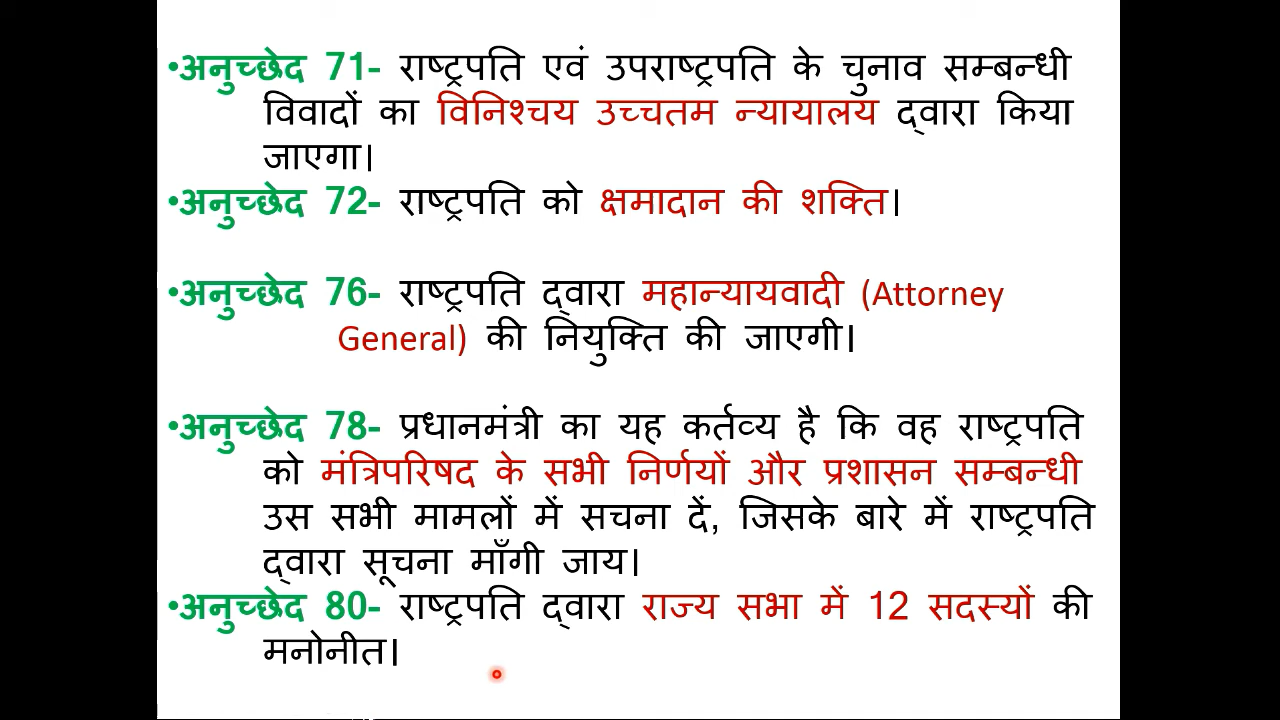 •अनुच्छेद 71- राष्ट्रपति एवं उपराष्ट्रपति के चुनाव सम्बन्धी
विवादों का विनिश्चय उच्चतम न्यायालय द्वारा किया
जाएगा।
•अनुच्छेद 72- राष्ट्रपति को क्षमादान की शक्ति।
•अनुच्छेद 76- राष्ट्रपति द्वारा महान्यायवादी (Attorney
General) की नियुक्ति की जाएगी।
•अनुच्छेद 78- प्रधानमंत्री का यह कर्तव्य है कि वह राष्ट्रपति
को मंत्रिपरिषद के सभी निर्णयों और प्रशासन सम्बन्धी
उस सभी मामलों में सचना दें, जिसके बारे में राष्ट्रपति
द्वारा सूचना माँगी जाय।
•अनुच्छेद 80- राष्ट्रपति द्वारा राज्य सभा में 12 सदस्यों की
मनोनीत।